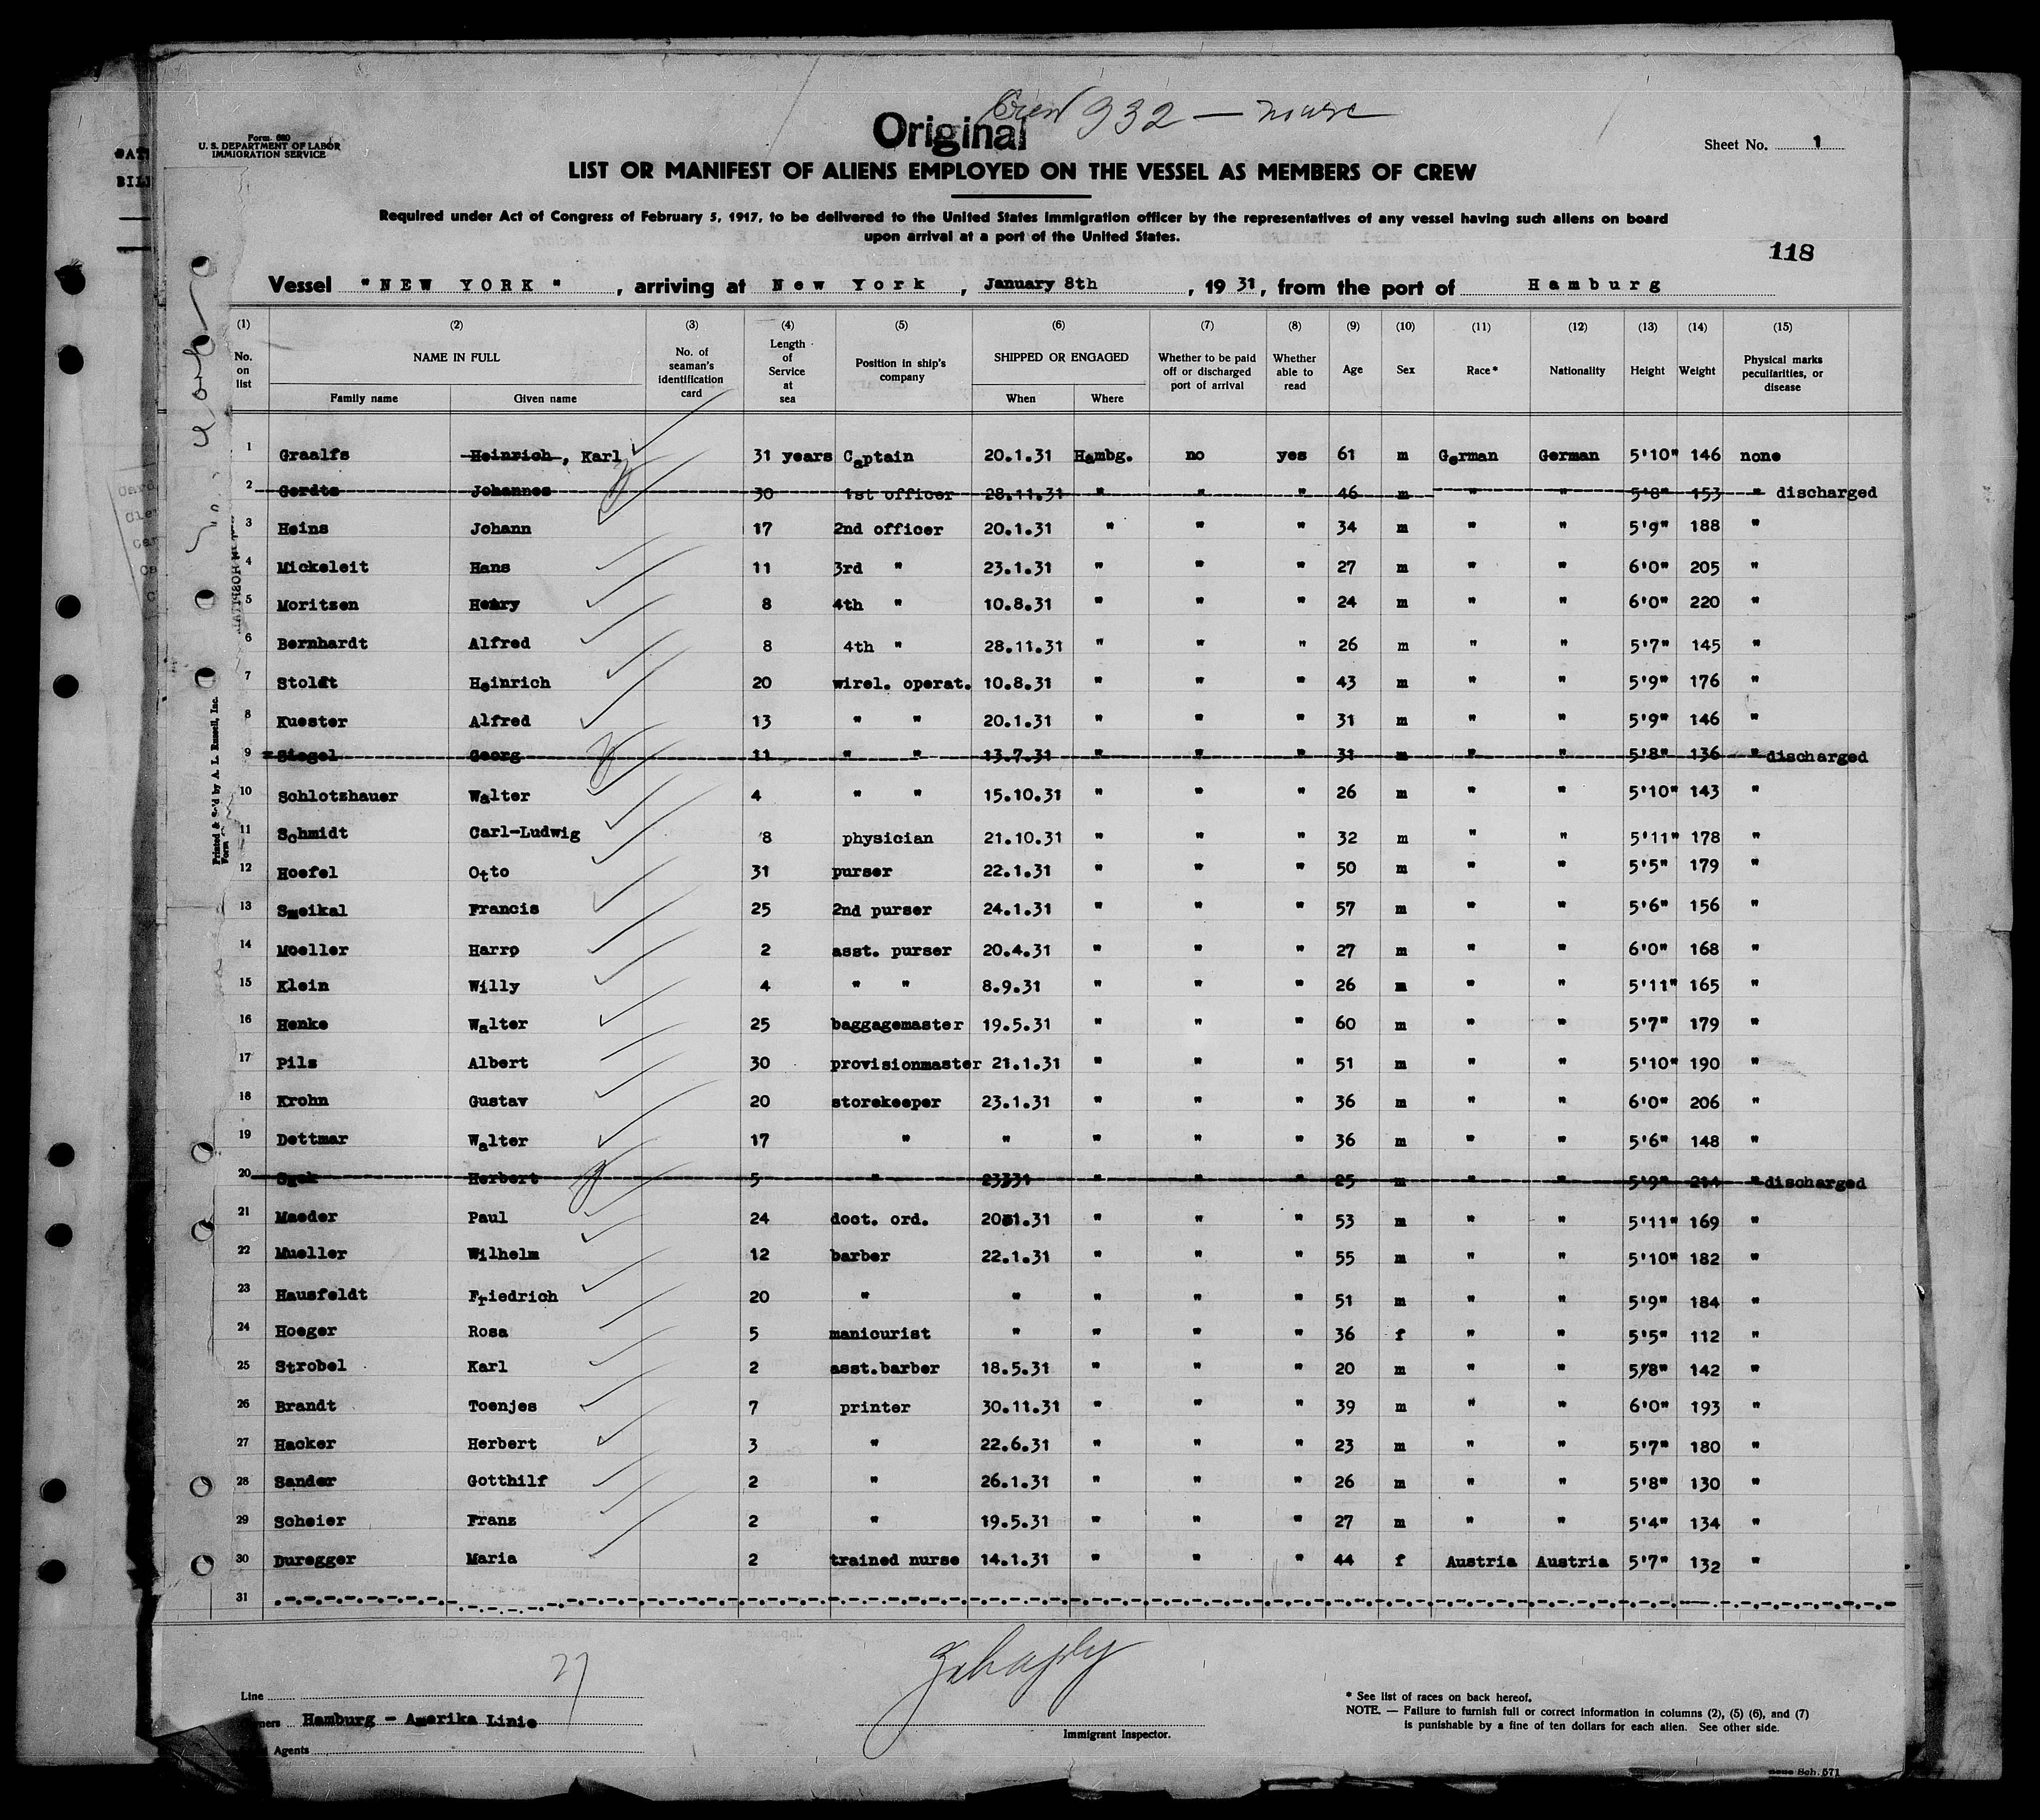 Crew 932 —
Original
Form 680
U. S. DEPARTMENT OF LABOR
IMMIGRATION SERVICE
Sheet No. 1
LIST OR MANIFEST OF ALIENS EMPLOYED ON THE VESSEL AS MEMBERS OF CREW
Required under Act of Congress of February 5, 1917, to be delivered to the United States immigration officer by the representatives of any vessel having such aliens on board
upon arrival at a port of the United States.
118
Vessel "NEW YORK", arriving at New York, January 8th, 1931, from the port of Hamburg
(1) (2) (3) (4) (5) (6) (7) (8) (9) (10) (11) (12) (13) (14) (15)
No. on list NAME IN FULL No. of seaman's identification card Length of Service at sea Position in ship's company SHIPPED OR ENGAGED Whether to be paid off or discharged port of arrival Whether able to read Age Sex Race* Nationality Height Weight Physical marks peculiarities, or disease
Family name Given name When Where
1 Graalfs Heinrich, Karl 31 years Captain 20.1.31 Hambg. no yes 61 m German German 5'10" 146 none
2 Gerdts Johannes 30 1st officer 28.11.31 " " " 46 m " " 5'8" 153 " discharged
3 Heins Johann 17 2nd officer 20.1.31 " " " 34 m " " 5'9" 188 "
4 Mickeleit Hans 11 3rd " 23.1.31 " " " 27 m " " 6'0" 205 "
5 Moritzen Henry 8 4th " 10.8.31 " " " 24 m " " 6'0" 220 "
6 Bernhardt Alfred 8 4th " 28.11.31 " " " 26 m " " 5'7" 145 "
7 Stoldt Heinrich 20 wirel. operat. 10.8.31 " " " 43 m " " 5'9" 176 "
8 Kuester Alfred 13 " " 20.1.31 " " " 31 m " " 5'9" 146 "
9 Siegel Georg 11 " " 13.7.31 " " " 31 m " " 5'8" 136 " discharged
10 Schlotzhauer Walter 4 " " 15.10.31 " " " 26 m " " 5'10" 143 "
11 Schmidt Carl-Ludwig 8 physician 21.10.31 " " " 32 m " " 5'11" 178 "
12 Hoefel Otto 31 purser 22.1.31 " " " 50 m " " 5'5" 179 "
13 Smeikal Francis 25 2nd purser 24.1.31 " " " 57 m " " 5'6" 156 "
14 Moeller Harro 2 asst. purser 20.4.31 " " " 27 m " " 6'0" 168 "
15 Klein Willy 4 " " 8.9.31 " " " 26 m " " 5'11" 165 "
16 Henke Walter 25 baggagemaster 19.5.31 " " " 60 m " " 5'7" 179 "
17 Pils Albert 30 provisionmaster 21.1.31 " " " 51 m " " 5'10" 190 "
18 Krohn Gustav 20 storekeeper 23.1.31 " " " 36 m " " 6'0" 206 "
19 Dettmar Walter 17 " " " " " 36 m " " 5'6" 148 "
20 Herbert 5 " " " " 25 m " " 5'9" 214 " discharged
21 Maeder Paul 24 doct. ord. 20.1.31 " " " 53 m " " 5'11" 169 "
22 Mueller Wilhelm 12 barber 22.1.31 " " " 55 m " " 5'10" 182 "
23 Hausfeldt Friedrich 20 " " " " " 51 m " " 5'9" 184 "
24 Hoeger Rosa 5 manicurist " " " " 36 f " " 5'5" 112 "
25 Strobel Karl 2 asst.barber 18.5.31 " " " 20 m " " 5'8" 142 "
26 Brandt Toenjes 7 printer 30.11.31 " " " 39 m " " 6'0" 193 "
27 Hacker Herbert 3 " 22.6.31 " " " 23 m " " 5'7" 180 "
28 Sander Gotthilf 2 " 26.1.31 " " " 26 m " " 5'8" 130 "
29 Scheier Franz 2 " 19.5.31 " " " 27 m " " 5'4" 134 "
30 Duregger Maria 2 trained nurse 14.1.31 " " " 44 f Austria Austria 5'7" 132 "
31
27
Line
Owners Hamburg - Amerika Linie
Agents
Immigrant Inspector.
* See list of races on back hereof.
NOTE. — Failure to furnish full or correct information in columns (2), (5) (6), and (7)
is punishable by a fine of ten dollars for each alien. See other side.
Sch. 571
Printed & Sold by A. L. Russell, Inc.